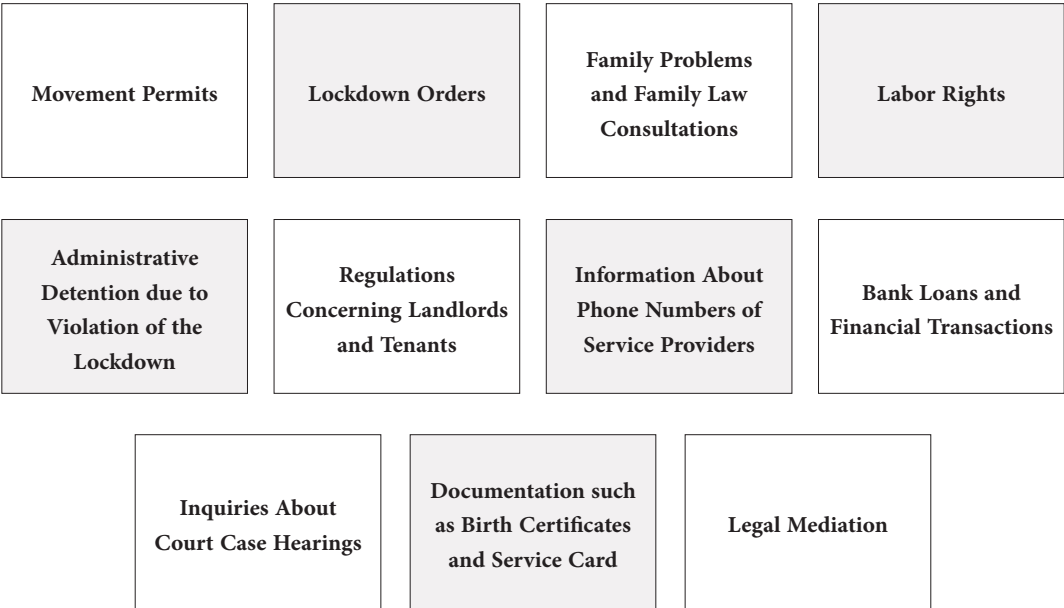 Movement Permits
Lockdown Orders
Family Problems
and Family Law
Consultations
Labor Rights
Administrative
Detention due to
Violation of the
Lockdown
Regulations
Concerning Landlords
and Tenants
Information About
Phone Numbers of
Service Providers
Bank Loans and
Financial Transactions
Inquiries About
Court Case Hearings
Documentation such
as Birth Certificates
and Service Card
Legal Mediation